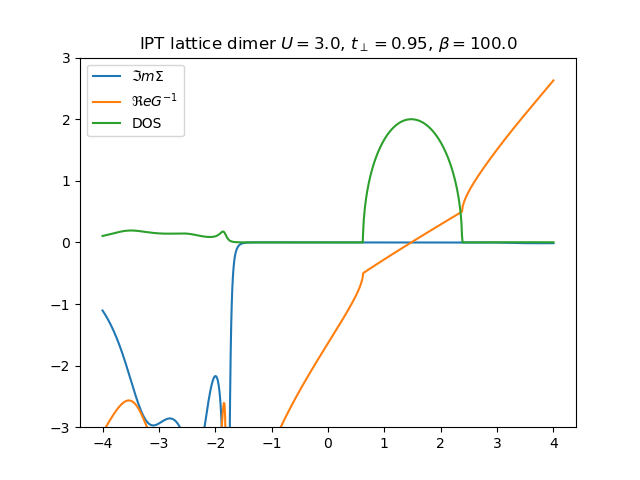 IPT lattice dimer U = 3.0, t⊥ = 0.95, β = 100.0
ℑmΣ
ℜeG⁻¹
DOS
3
2
1
0
−1
−2
−3
−4 −3 −2 −1 0 1 2 3 4